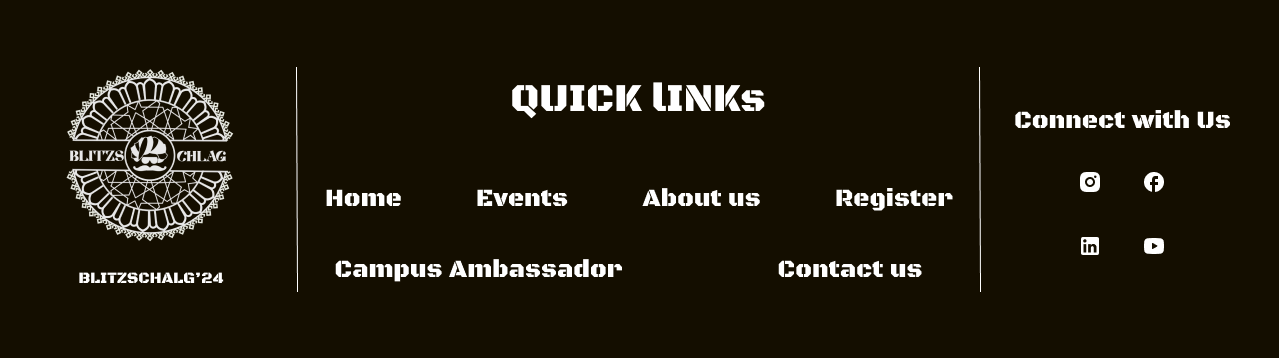 BLITZS CHLAG
BLITZSCHALG'24
QUICK LINKs
Home Events About us Register
Campus Ambassador Contact us
Connect with Us